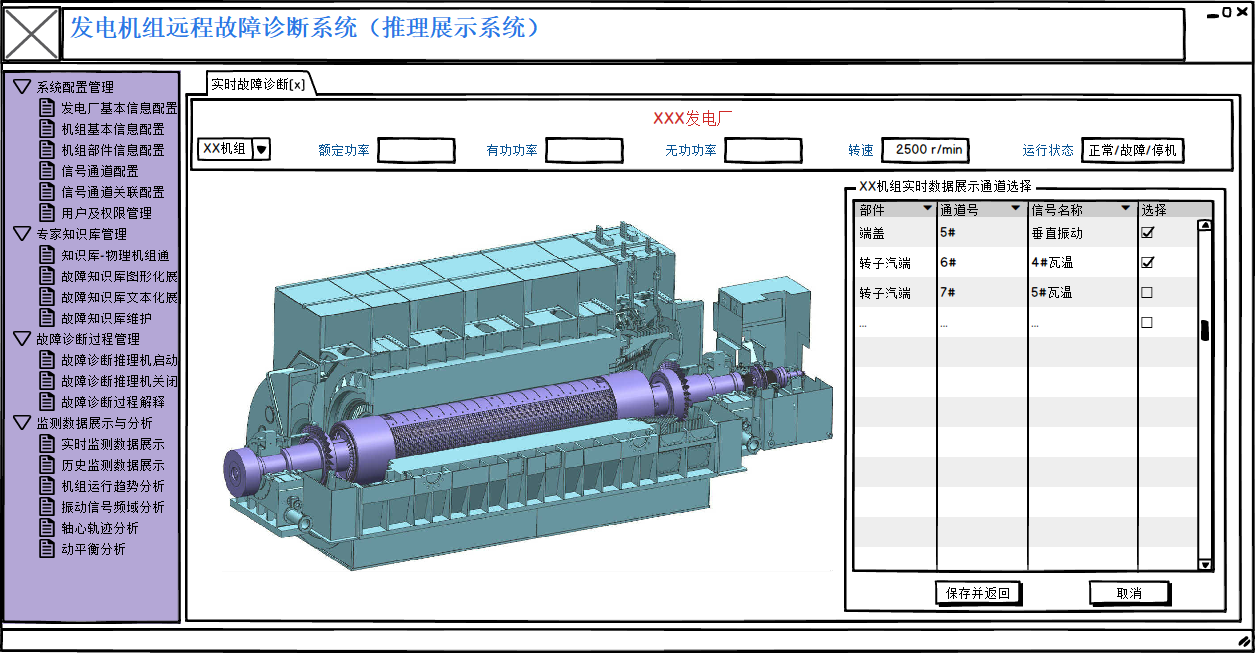 发电机组远程故障诊断系统（推理展示系统）
系统配置管理
发电厂基本信息配置
机组基本信息配置
机组部件信息配置
信号通道配置
信号通道关联配置
用户及权限管理
专家知识库管理
知识库-物理机组通
故障知识库图形化展
故障知识库文本化展
故障知识库维护
故障诊断过程管理
故障诊断推理机启动
故障诊断推理机关闭
故障诊断过程解释
监测数据展示与分析
实时监测数据展示
历史监测数据展示
机组运行趋势分析
振动信号频域分析
轴心轨迹分析
动平衡分析
实时故障诊断[x]
XXX发电厂
XX机组 额定功率 有功功率 无功功率 转速 2500 r/min 运行状态 正常/故障/停机
XX机组实时数据展示通道选择
部件 通道号 信号名称 选择
端盖 5# 垂直振动
转子汽端 6# 4#瓦温
转子汽端 7# 5#瓦温
... ... ...
保存并返回 取消